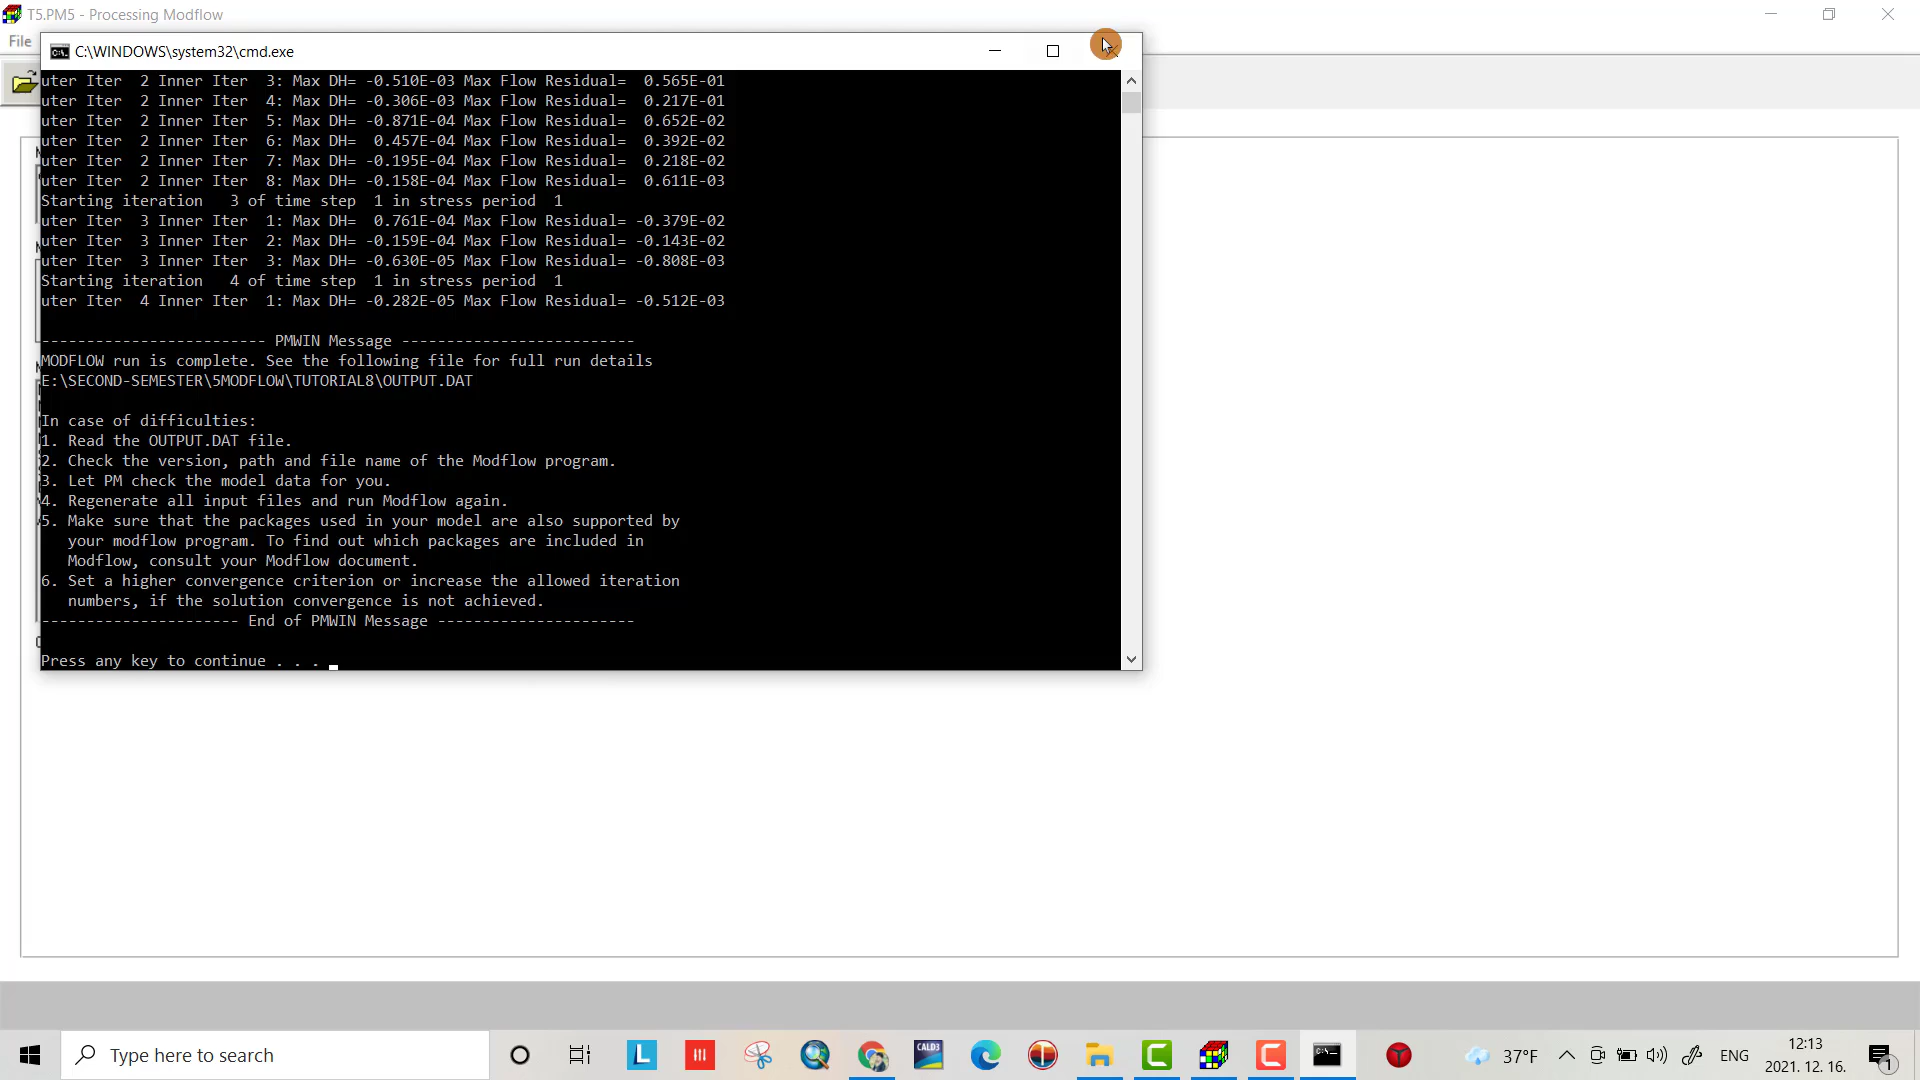 T5.PM5 - Processing Modflow
File
C:\WINDOWS\system32\cmd.exe
uter Iter  2 Inner Iter  3: Max DH= -0.510E-03 Max Flow Residual=  0.565E-01
uter Iter  2 Inner Iter  4: Max DH= -0.306E-03 Max Flow Residual=  0.217E-01
uter Iter  2 Inner Iter  5: Max DH= -0.871E-04 Max Flow Residual=  0.652E-02
uter Iter  2 Inner Iter  6: Max DH=  0.457E-04 Max Flow Residual=  0.392E-02
uter Iter  2 Inner Iter  7: Max DH= -0.195E-04 Max Flow Residual=  0.218E-02
uter Iter  2 Inner Iter  8: Max DH= -0.158E-04 Max Flow Residual=  0.611E-03
Starting iteration   3 of time step  1 in stress period  1
uter Iter  3 Inner Iter  1: Max DH=  0.761E-04 Max Flow Residual= -0.379E-02
uter Iter  3 Inner Iter  2: Max DH= -0.159E-04 Max Flow Residual= -0.143E-02
uter Iter  3 Inner Iter  3: Max DH= -0.630E-05 Max Flow Residual= -0.808E-03
Starting iteration   4 of time step  1 in stress period  1
uter Iter  4 Inner Iter  1: Max DH= -0.282E-05 Max Flow Residual= -0.512E-03
------------------------- PMWIN Message --------------------------
MODFLOW run is complete. See the following file for full run details
E:\SECOND-SEMESTER\5MODFLOW\TUTORIAL8\OUTPUT.DAT
In case of difficulties:
1. Read the OUTPUT.DAT file.
2. Check the version, path and file name of the Modflow program.
3. Let PM check the model data for you.
4. Regenerate all input files and run Modflow again.
5. Make sure that the packages used in your model are also supported by
your modflow program. To find out which packages are included in
Modflow, consult your Modflow document.
6. Set a higher convergence criterion or increase the allowed iteration
numbers, if the solution convergence is not achieved.
---------------------- End of PMWIN Message ----------------------
Press any key to continue . . .
Type here to search
CALD3
37°F
ENG
12:13
2021. 12. 16.
1